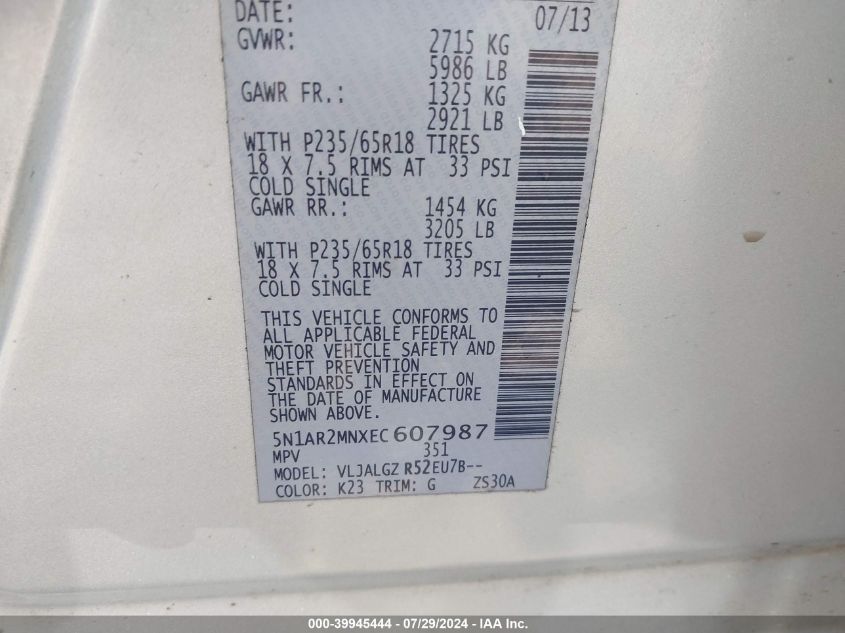 DATE: 07/13
GVWR: 2715 KG
5986 LB
GAWR FR.: 1325 KG
2921 LB
WITH P235/65R18 TIRES
18 X 7.5 RIMS AT 33 PSI
COLD SINGLE
GAWR RR.: 1454 KG
3205 LB
WITH P235/65R18 TIRES
18 X 7.5 RIMS AT 33 PSI
COLD SINGLE
THIS VEHICLE CONFORMS TO
ALL APPLICABLE FEDERAL
MOTOR VEHICLE SAFETY AND
THEFT PREVENTION
STANDARDS IN EFFECT ON
THE DATE OF MANUFACTURE
SHOWN ABOVE.
5N1AR2MNXEC607987
MPV 351
MODEL: VLJALGZ R52EU7B--
COLOR: K23 TRIM: G ZS30A
000-39945444 / 07/29/2024 - IAA Inc.